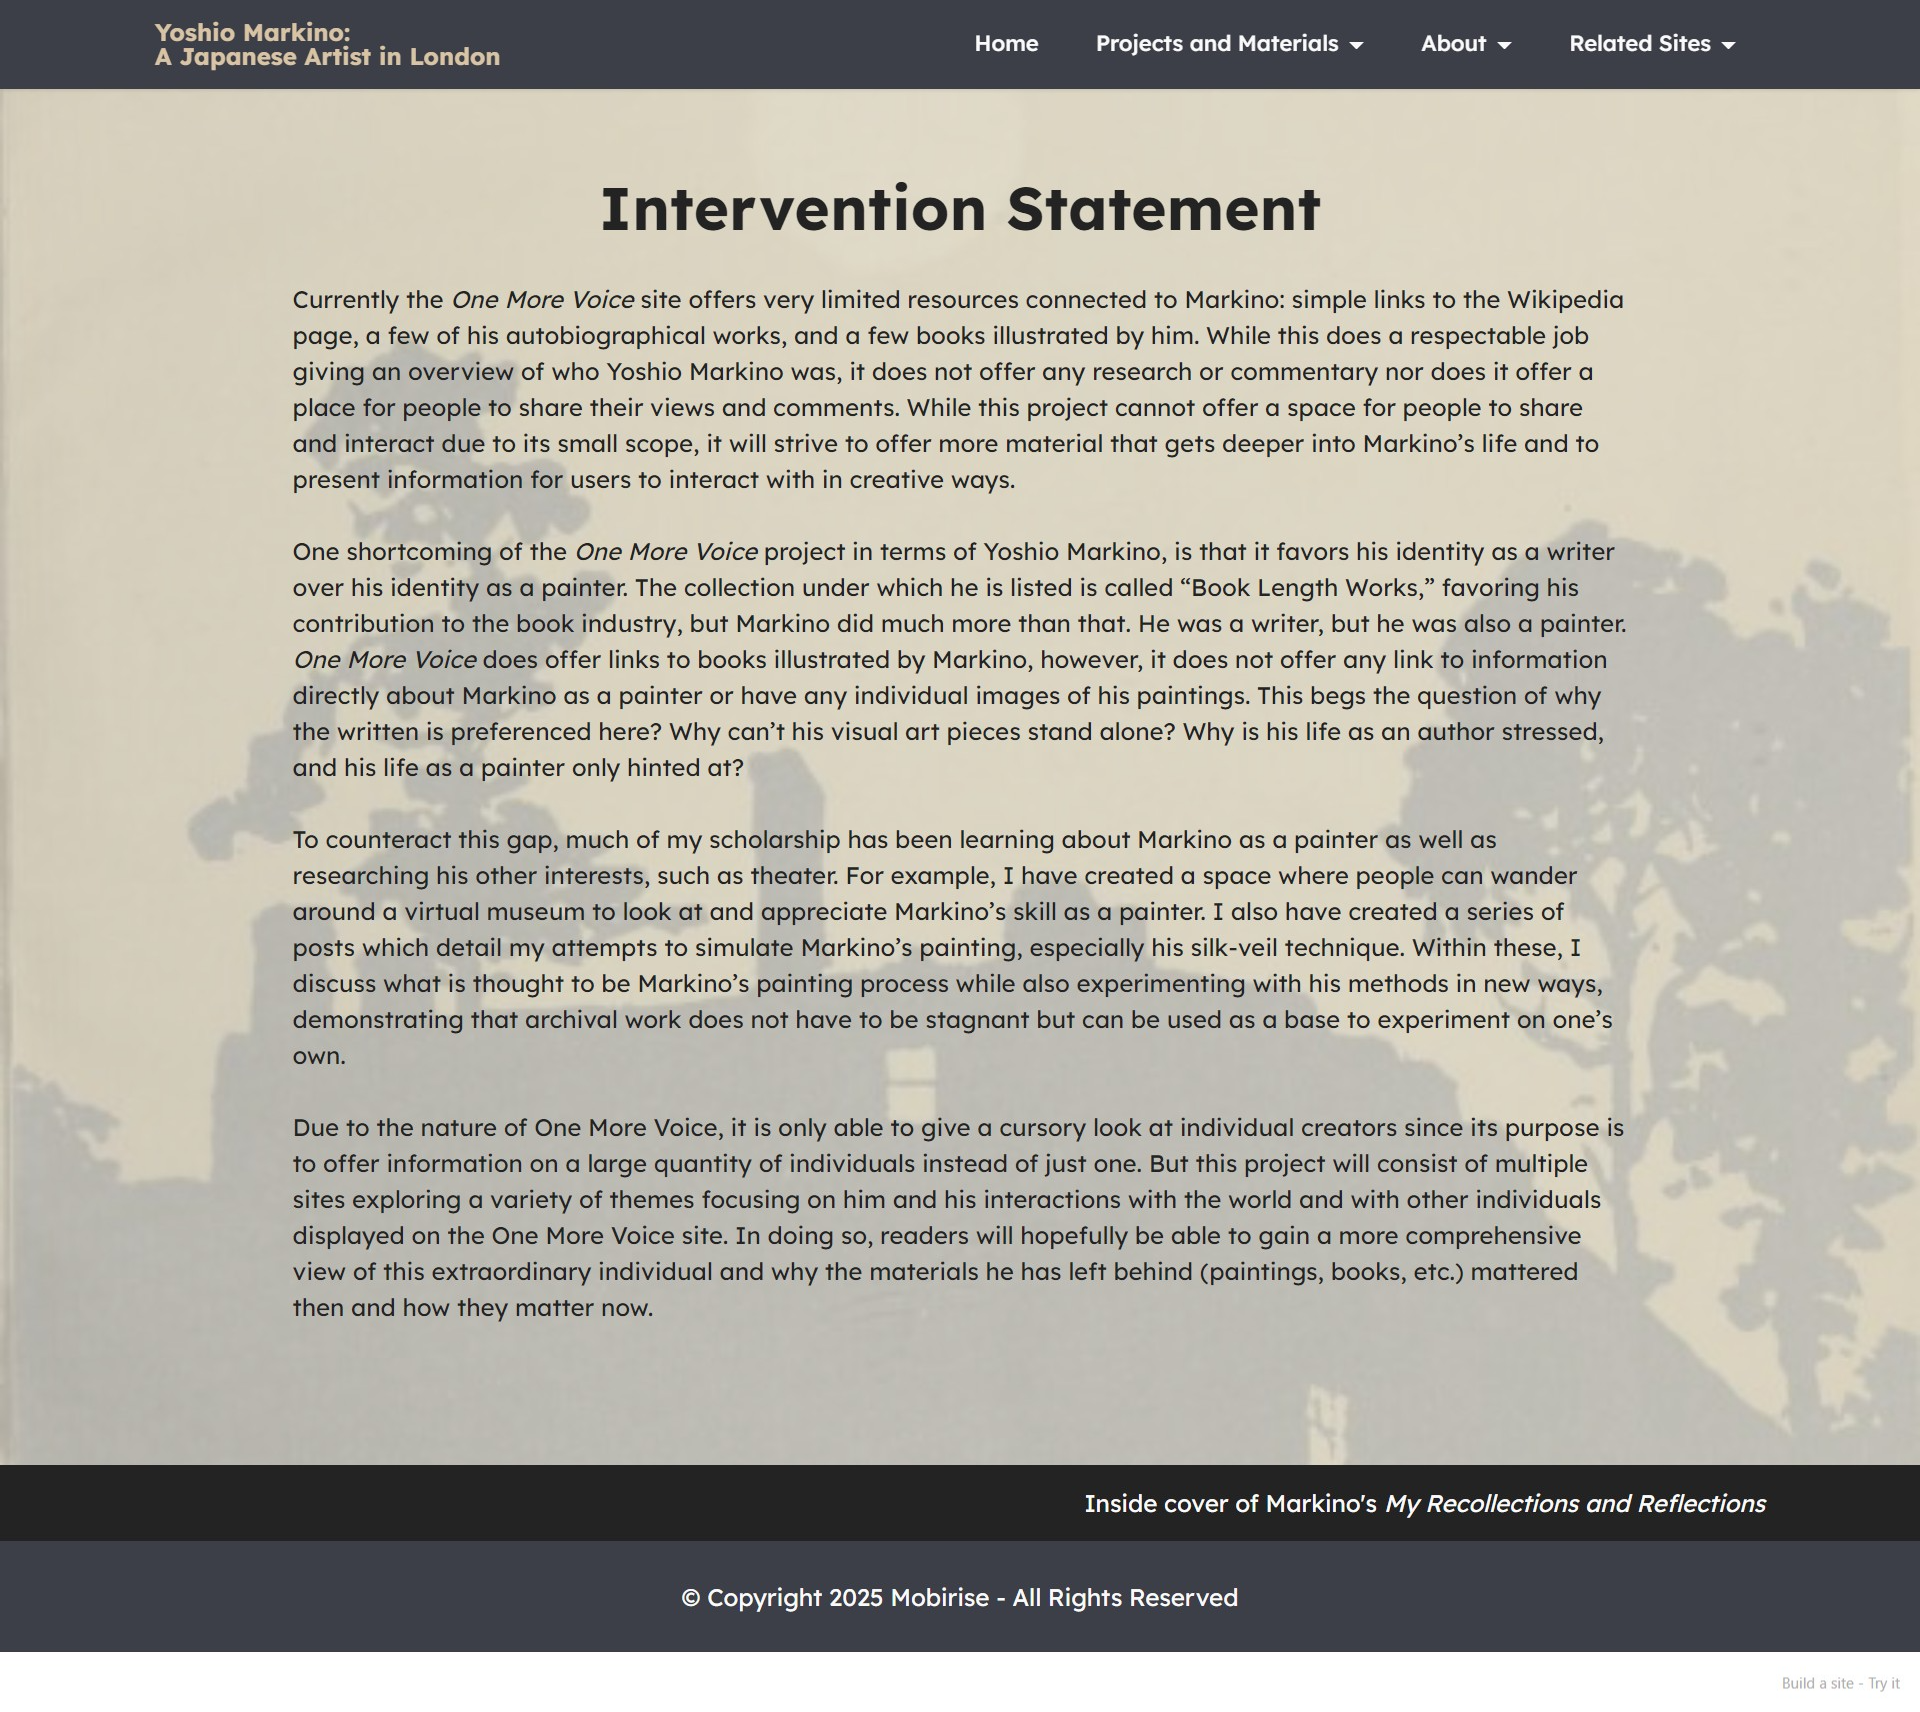 Yoshio Markino:
A Japanese Artist in London
Home
Projects and Materials
About
Related Sites
Intervention Statement
Currently the One More Voice site offers very limited resources connected to Markino: simple links to the Wikipedia
page, a few of his autobiographical works, and a few books illustrated by him. While this does a respectable job
giving an overview of who Yoshio Markino was, it does not offer any research or commentary nor does it offer a
place for people to share their views and comments. While this project cannot offer a space for people to share
and interact due to its small scope, it will strive to offer more material that gets deeper into Markino’s life and to
present information for users to interact with in creative ways.
One shortcoming of the One More Voice project in terms of Yoshio Markino, is that it favors his identity as a writer
over his identity as a painter. The collection under which he is listed is called “Book Length Works,” favoring his
contribution to the book industry, but Markino did much more than that. He was a writer, but he was also a painter.
One More Voice does offer links to books illustrated by Markino, however, it does not offer any link to information
directly about Markino as a painter or have any individual images of his paintings. This begs the question of why
the written is preferenced here? Why can’t his visual art pieces stand alone? Why is his life as an author stressed,
and his life as a painter only hinted at?
To counteract this gap, much of my scholarship has been learning about Markino as a painter as well as
researching his other interests, such as theater. For example, I have created a space where people can wander
around a virtual museum to look at and appreciate Markino’s skill as a painter. I also have created a series of
posts which detail my attempts to simulate Markino’s painting, especially his silk-veil technique. Within these, I
discuss what is thought to be Markino’s painting process while also experimenting with his methods in new ways,
demonstrating that archival work does not have to be stagnant but can be used as a base to experiment on one’s
own.
Due to the nature of One More Voice, it is only able to give a cursory look at individual creators since its purpose is
to offer information on a large quantity of individuals instead of just one. But this project will consist of multiple
sites exploring a variety of themes focusing on him and his interactions with the world and with other individuals
displayed on the One More Voice site. In doing so, readers will hopefully be able to gain a more comprehensive
view of this extraordinary individual and why the materials he has left behind (paintings, books, etc.) mattered
then and how they matter now.
Inside cover of Markino's My Recollections and Reflections
© Copyright 2025 Mobirise - All Rights Reserved
Build a site - Try it